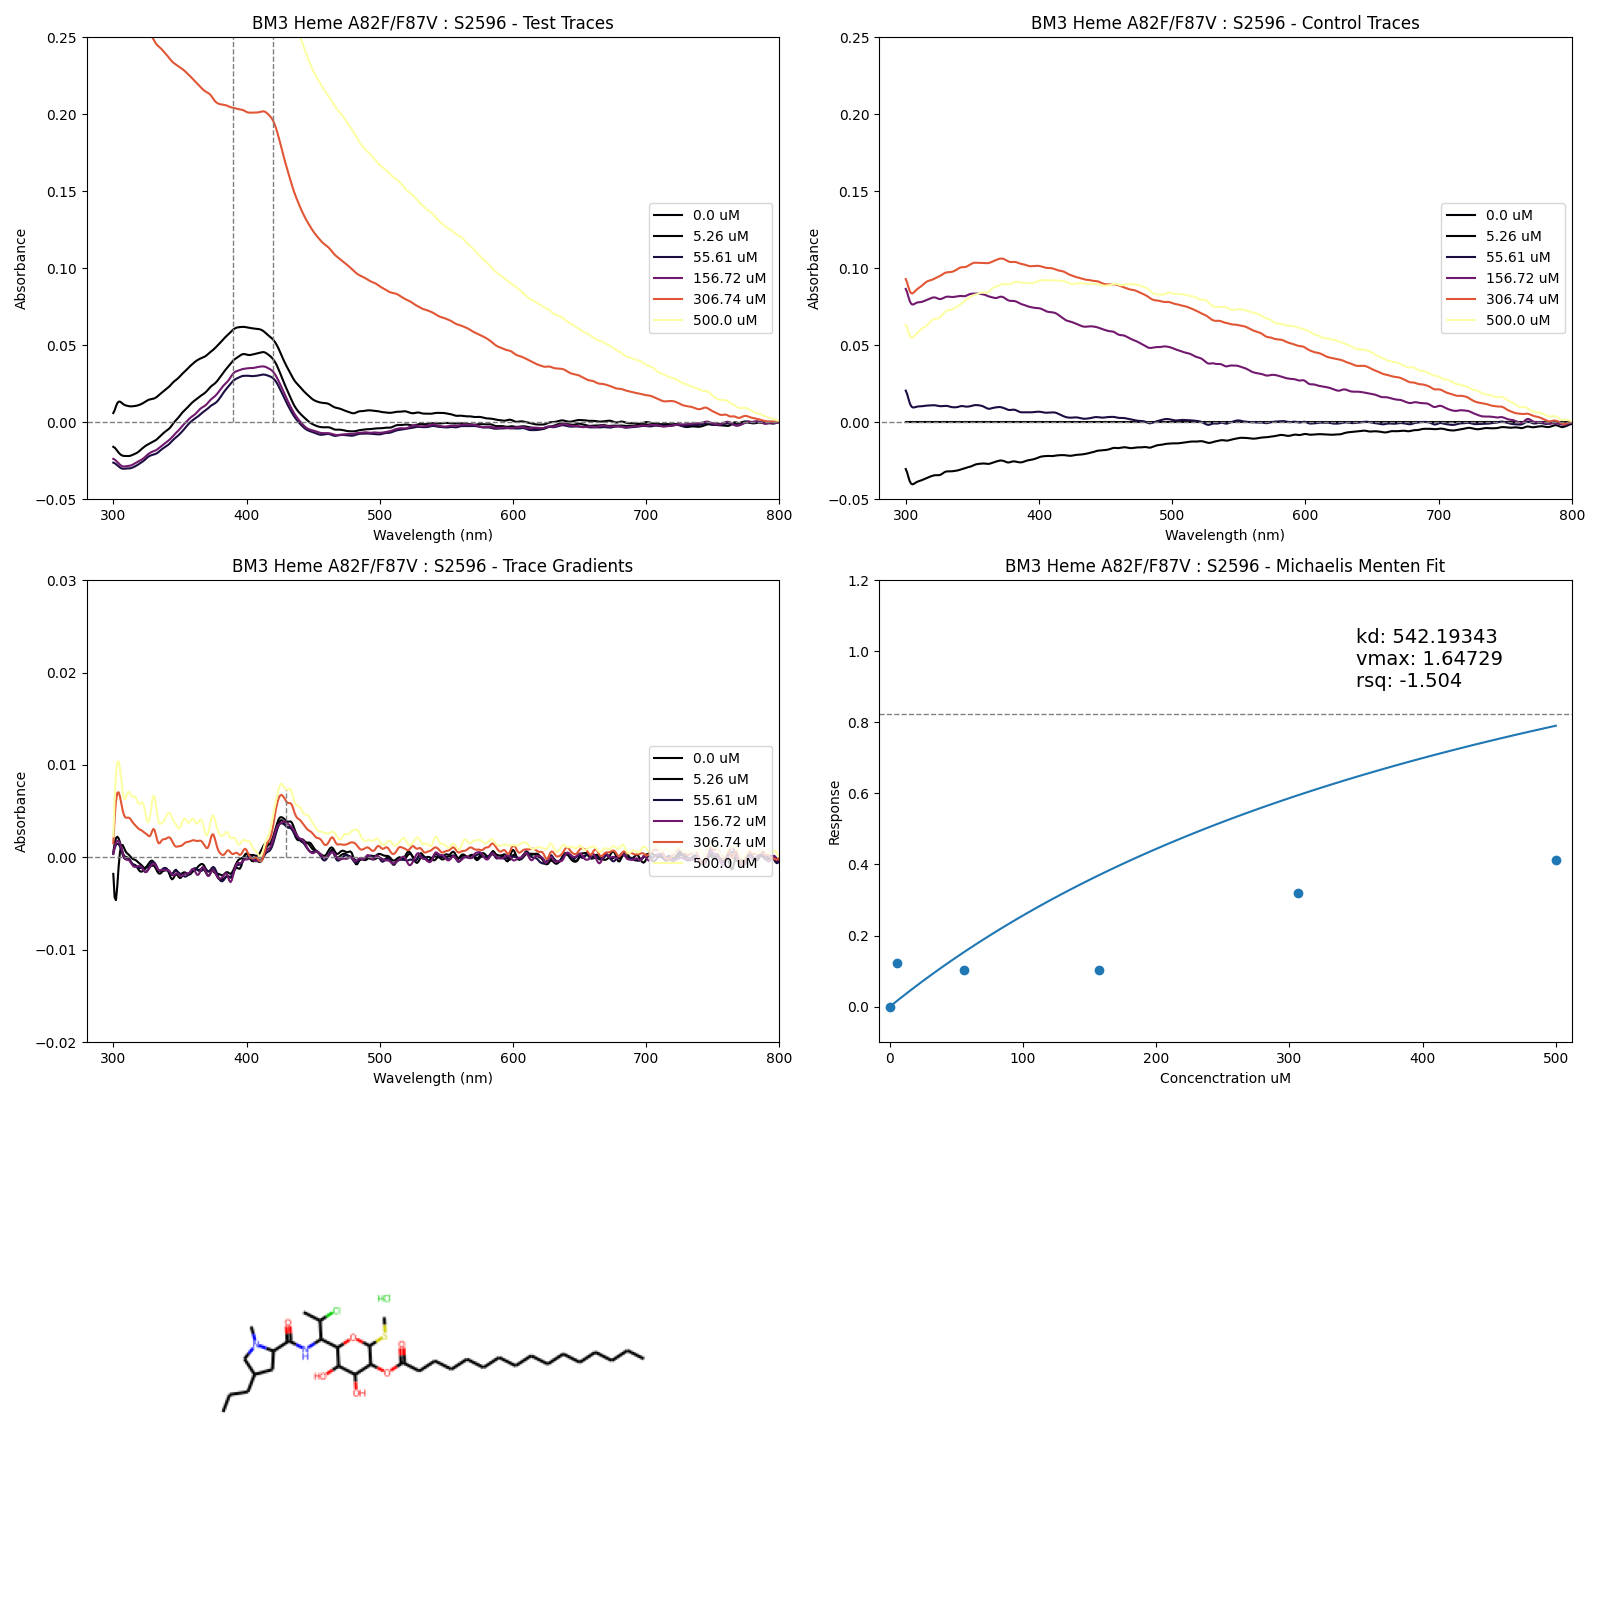 BM3 Heme A82F/F87V : S2596 - Test Traces
0.25
0.20
0.15
0.10
0.05
0.00
−0.05
Absorbance
300
400
500
600
700
800
Wavelength (nm)
0.0 uM
5.26 uM
55.61 uM
156.72 uM
306.74 uM
500.0 uM
BM3 Heme A82F/F87V : S2596 - Control Traces
0.25
0.20
0.15
0.10
0.05
0.00
−0.05
Absorbance
300
400
500
600
700
800
Wavelength (nm)
0.0 uM
5.26 uM
55.61 uM
156.72 uM
306.74 uM
500.0 uM
BM3 Heme A82F/F87V : S2596 - Trace Gradients
0.03
0.02
0.01
0.00
−0.01
−0.02
Absorbance
300
400
500
600
700
800
Wavelength (nm)
0.0 uM
5.26 uM
55.61 uM
156.72 uM
306.74 uM
500.0 uM
BM3 Heme A82F/F87V : S2596 - Michaelis Menten Fit
1.2
1.0
0.8
0.6
0.4
0.2
0.0
Response
kd: 542.19343
vmax: 1.64729
rsq: -1.504
0
100
200
300
400
500
Concenctration uM
HCl
Cl
O
N
N
H
O
S
O
O
HO
OH